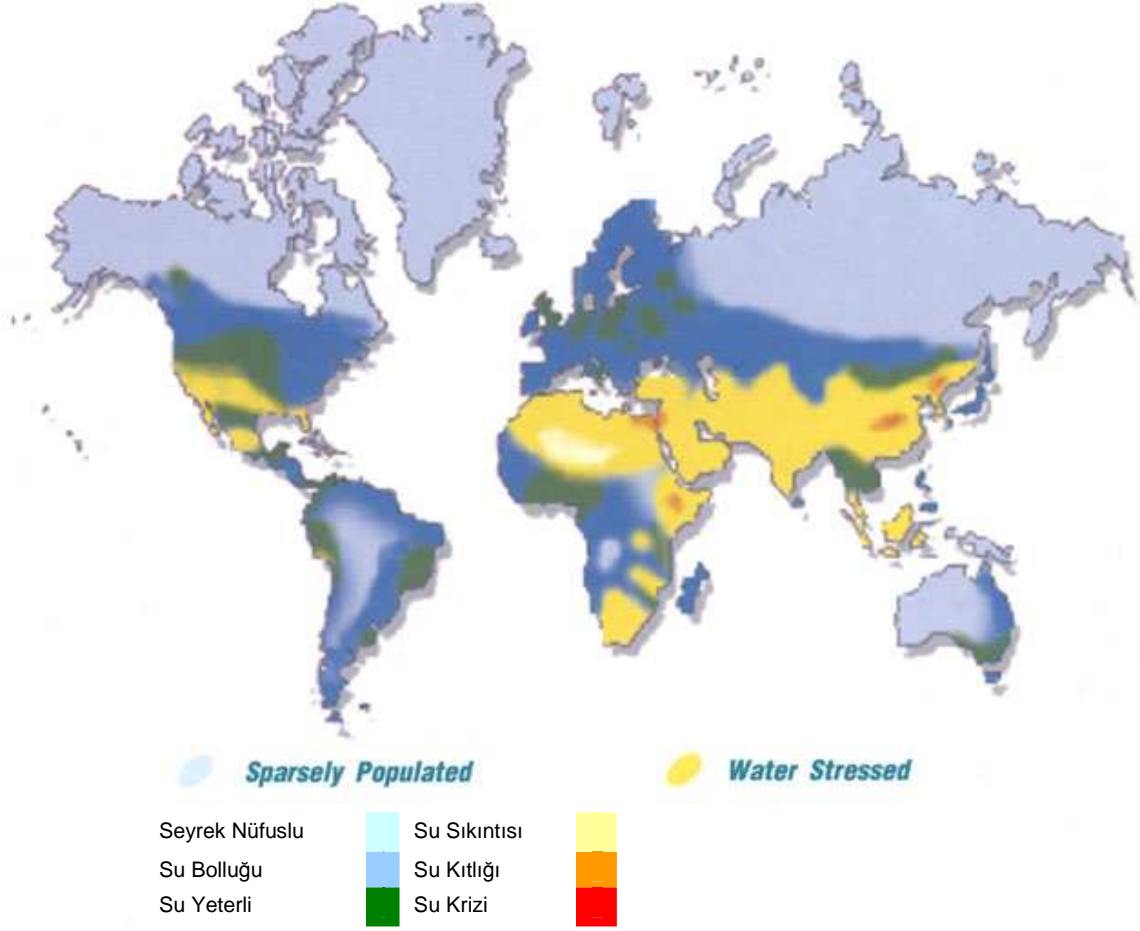 Sparsely Populated Water Stressed
Seyrek Nüfuslu Su Sıkıntısı
Su Bolluğu Su Kıtlığı
Su Yeterli Su Krizi